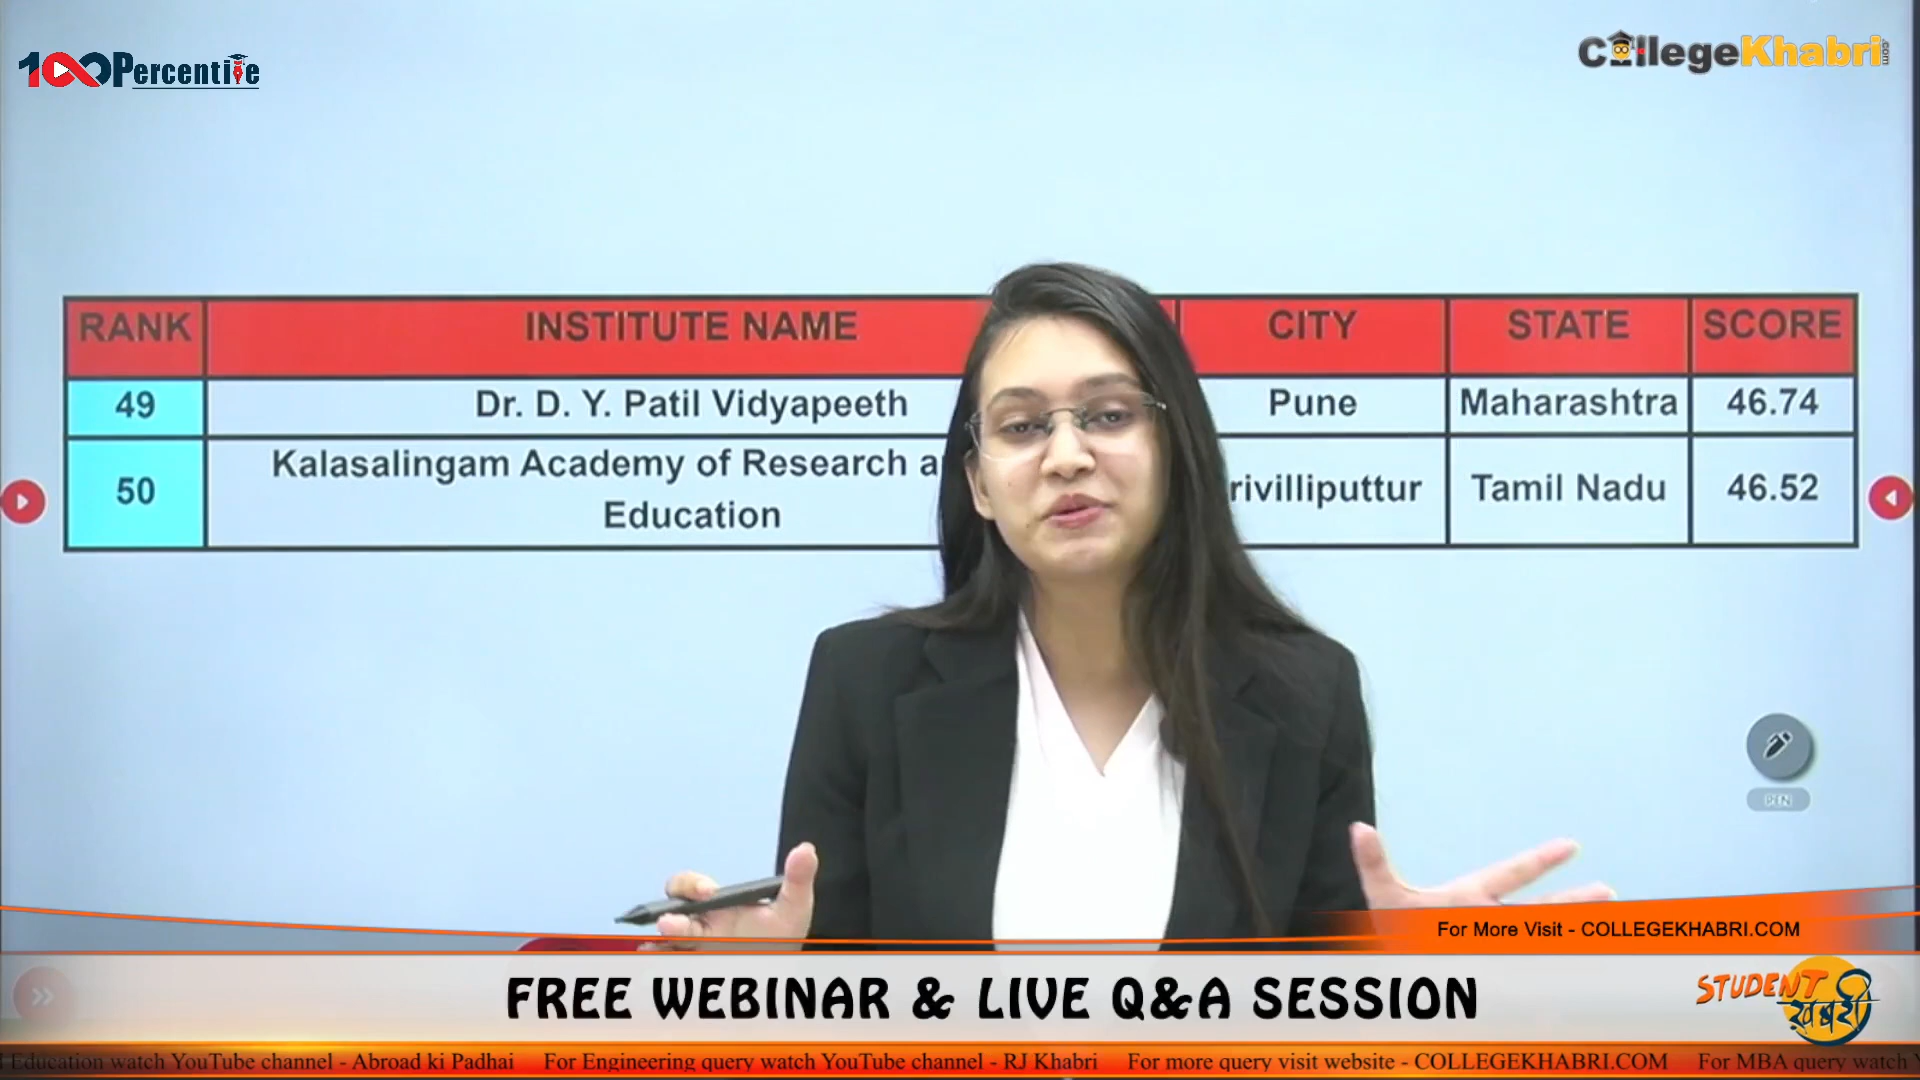 100Percentile
CollegeKhabri.com
RANK INSTITUTE NAME CITY STATE SCORE
49 Dr. D. Y. Patil Vidyapeeth Pune Maharashtra 46.74
50 Kalasalingam Academy of Research a
Education
rivilliputtur Tamil Nadu 46.52
PEN
For More Visit - COLLEGEKHABRI.COM
FREE WEBINAR & LIVE Q&A SESSION
STUDENT
ख़बरी
Education watch YouTube channel - Abroad ki Padhai For Engineering query watch YouTube channel - RJ Khabri For more query visit website - COLLEGEKHABRI.COM For MBA query watch